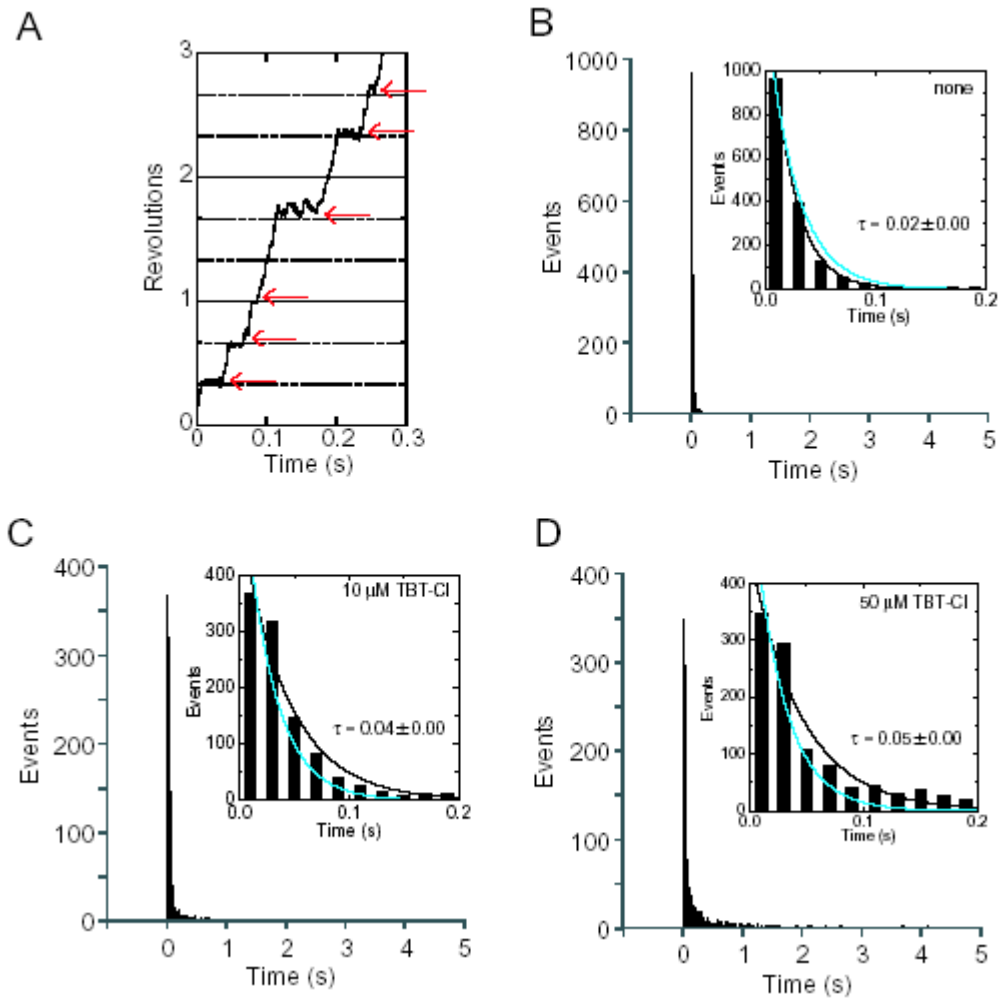 A
3
2
1
0
Revolutions
0 0.1 0.2 0.3
Time (s)
B
1000
800
600
400
200
0
Events
0 1 2 3 4 5
Time (s)
none
1000
800
600
400
200
0
Events
τ = 0.02±0.00
0.0 0.1 0.2
Time (s)
C
400
300
200
100
0
Events
0 1 2 3 4 5
Time (s)
10 µM TBT-Cl
400
300
200
100
0
Events
τ = 0.04±0.00
0.1 0.2
Time (s)
D
400
300
200
100
0
Events
0 1 2 3 4 5
Time (s)
50 µM TBT-Cl
400
300
200
100
0
Events
τ = 0.05±0.00
0.0 0.1 0.2
Time (s)